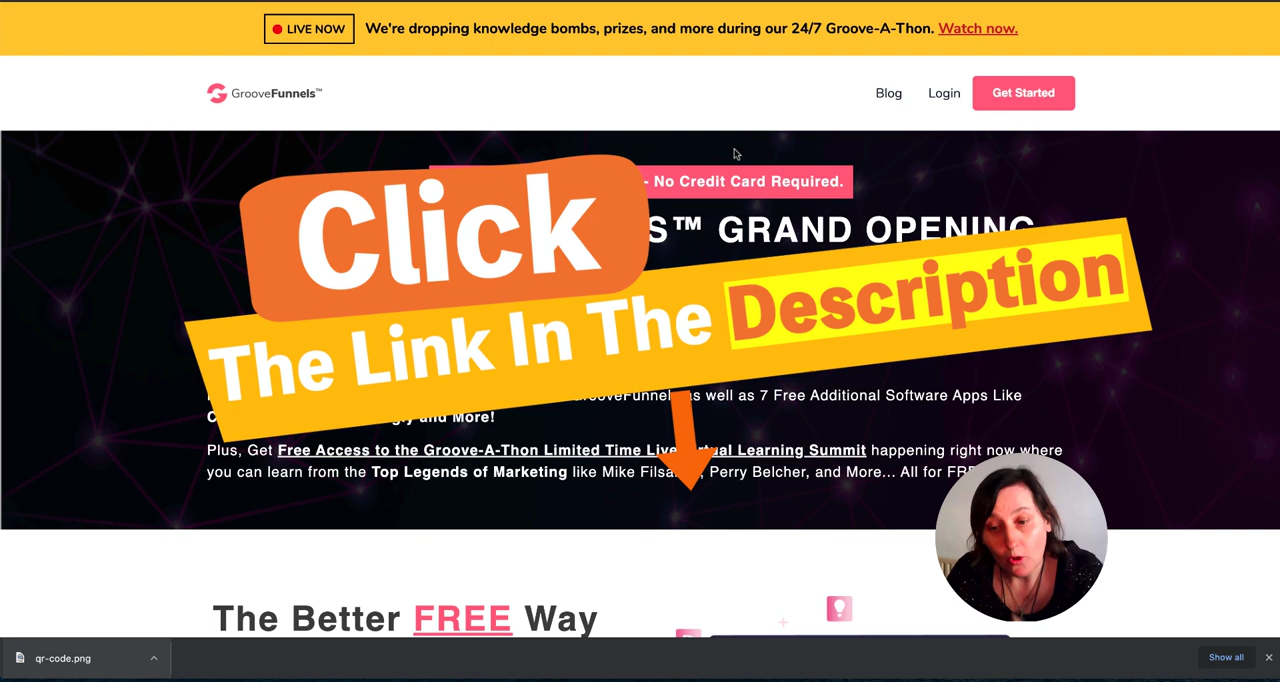 LIVE NOW We're dropping knowledge bombs, prizes, and more during our 24/7 Groove-A-Thon. Watch now.
GrooveFunnels™ Blog Login Get Started
- No Credit Card Required.
S™ GRAND OPENING
Click
The Link In The Description
as well as 7 Free Additional Software Apps Like
and More!
Plus, Get Free Access to the Groove-A-Thon Limited Time Live Virtual Learning Summit happening right now where
you can learn from the Top Legends of Marketing like Mike Perry Belcher, and More... All for
The Better FREE Way
qr-code.png Show all